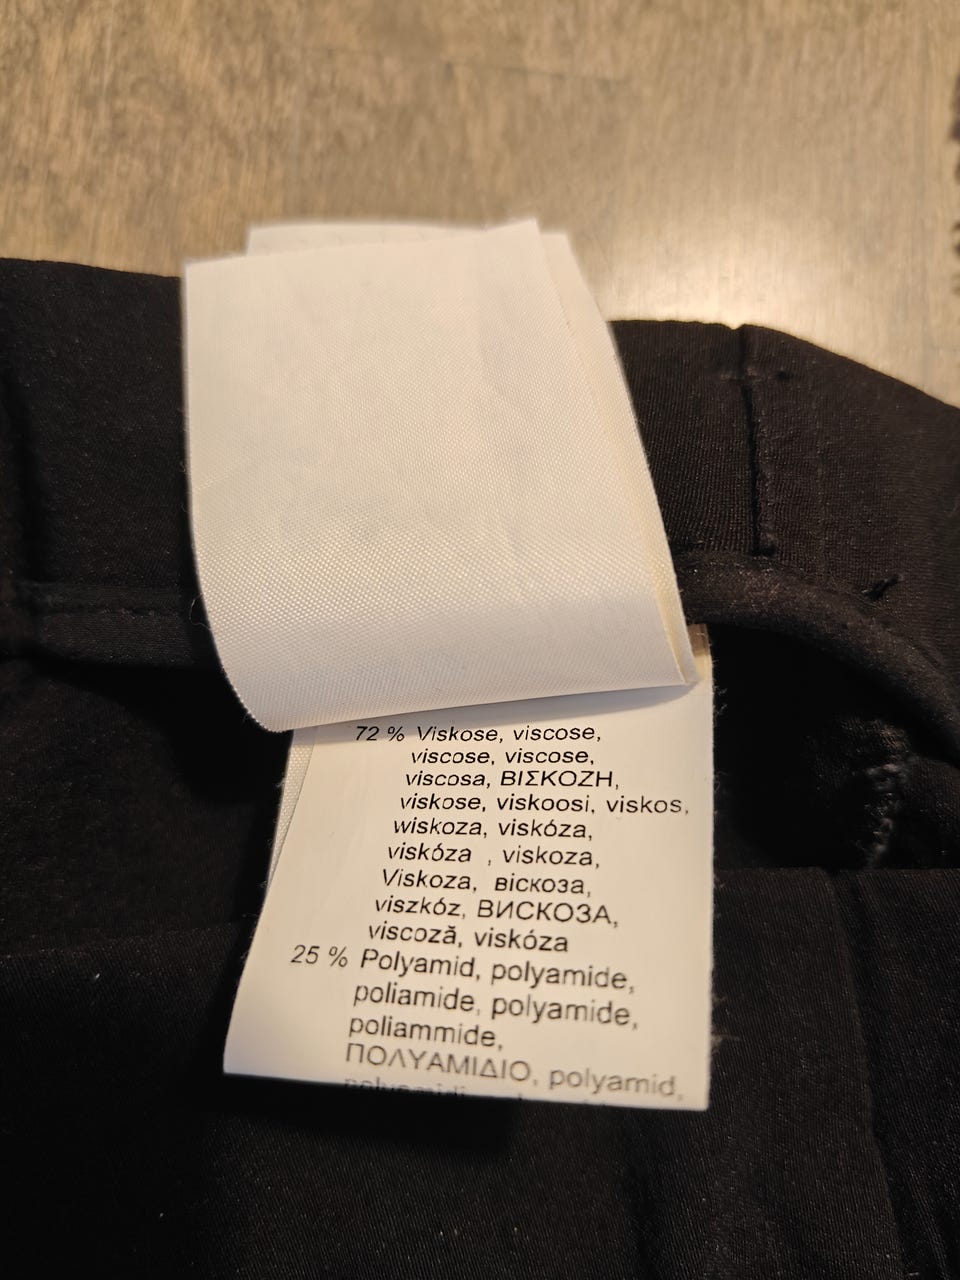 72 % Viskose, viscose,
viscose, viscose,
viscosa, ΒΙΣΚΟΖΗ,
viskose, viskoosi, viskos,
wiskoza, viskóza,
viskóza , viskoza,
Viskoza, віскоза,
viszkóz, ВИСКОЗА,
viscoză, viskóza
25 % Polyamid, polyamide,
poliamide, polyamide,
poliammide,
ΠΟΛΥΑΜΙΔΙΟ, polyamid,